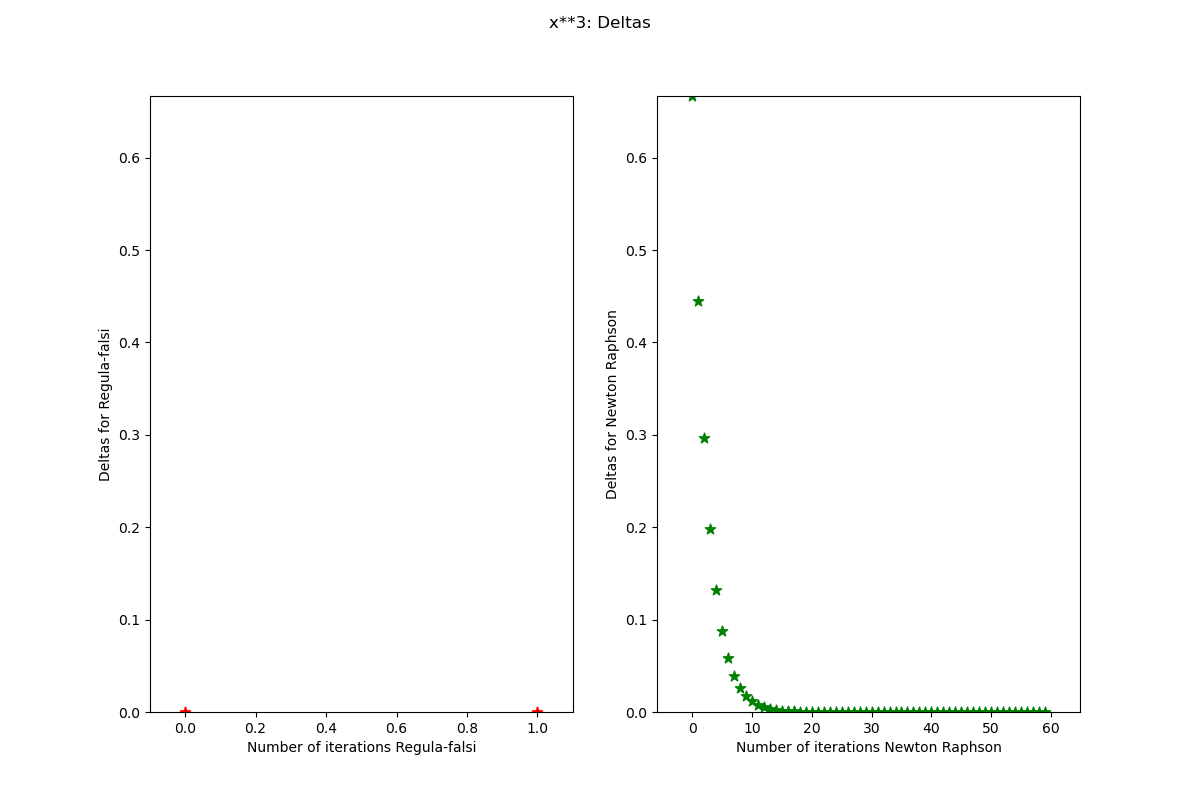 x**3: Deltas
Deltas for Regula-falsi
0.6
0.5
0.4
0.3
0.2
0.1
0.0
0.0 0.2 0.4 0.6 0.8 1.0
Number of iterations Regula-falsi
Deltas for Newton Raphson
0.6
0.5
0.4
0.3
0.2
0.1
0.0
0 10 20 30 40 50 60
Number of iterations Newton Raphson